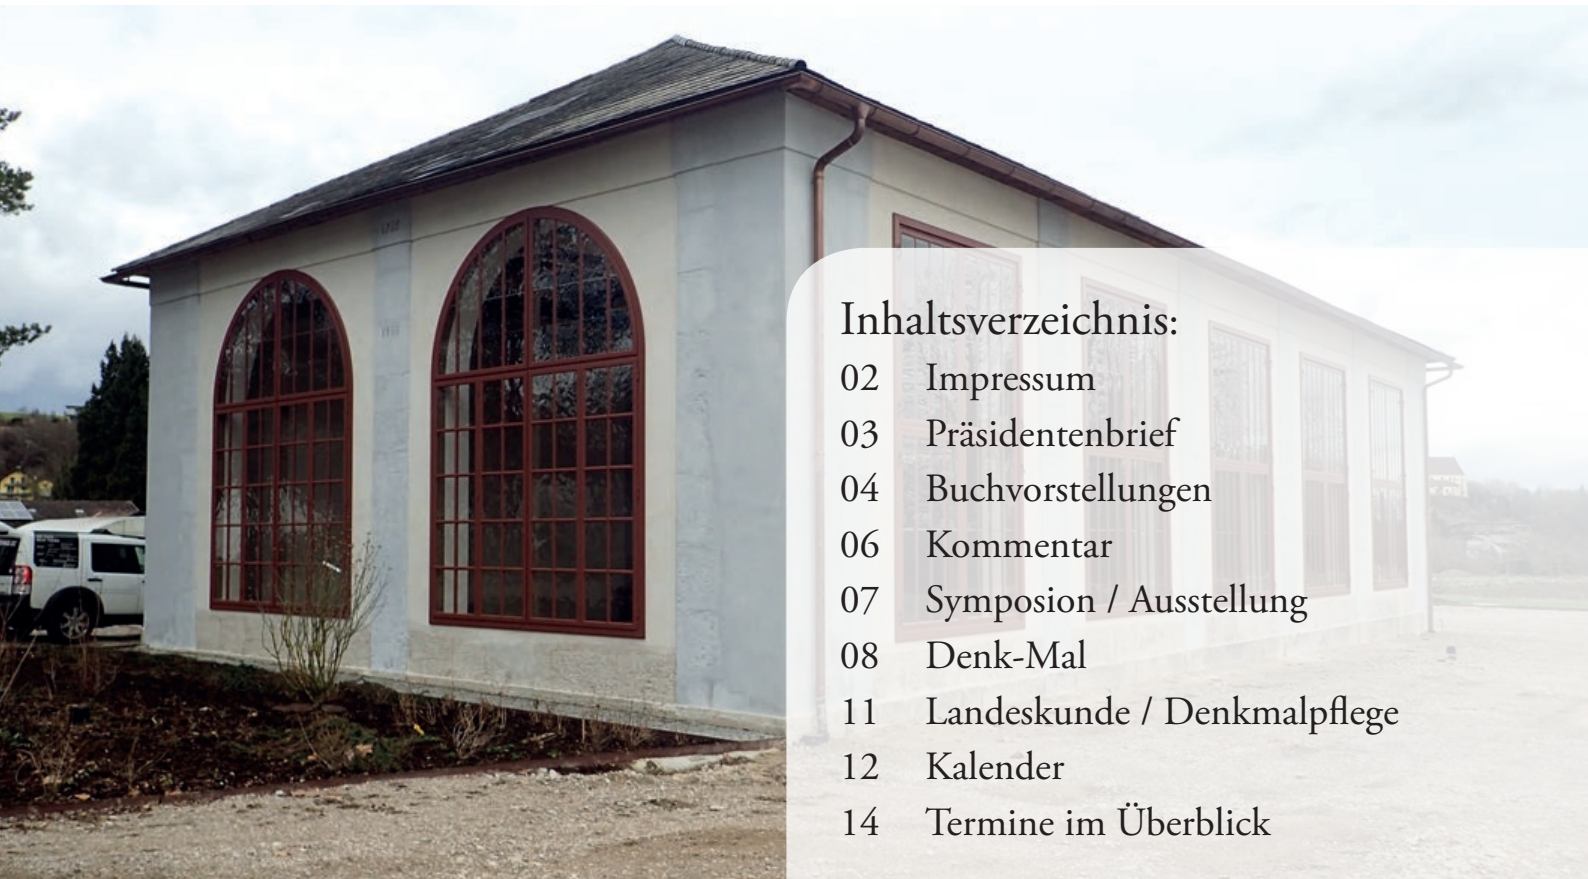 Inhaltsverzeichnis:
02 Impressum
03 Präsidentenbrief
04 Buchvorstellungen
06 Kommentar
07 Symposion / Ausstellung
08 Denk-Mal
11 Landeskunde / Denkmalpflege
12 Kalender
14 Termine im Überblick